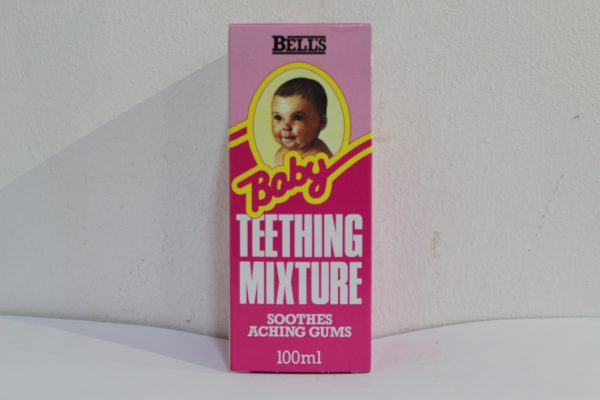 BELL'S
Baby
TEETHING
MIXTURE
SOOTHES
ACHING GUMS
100ml